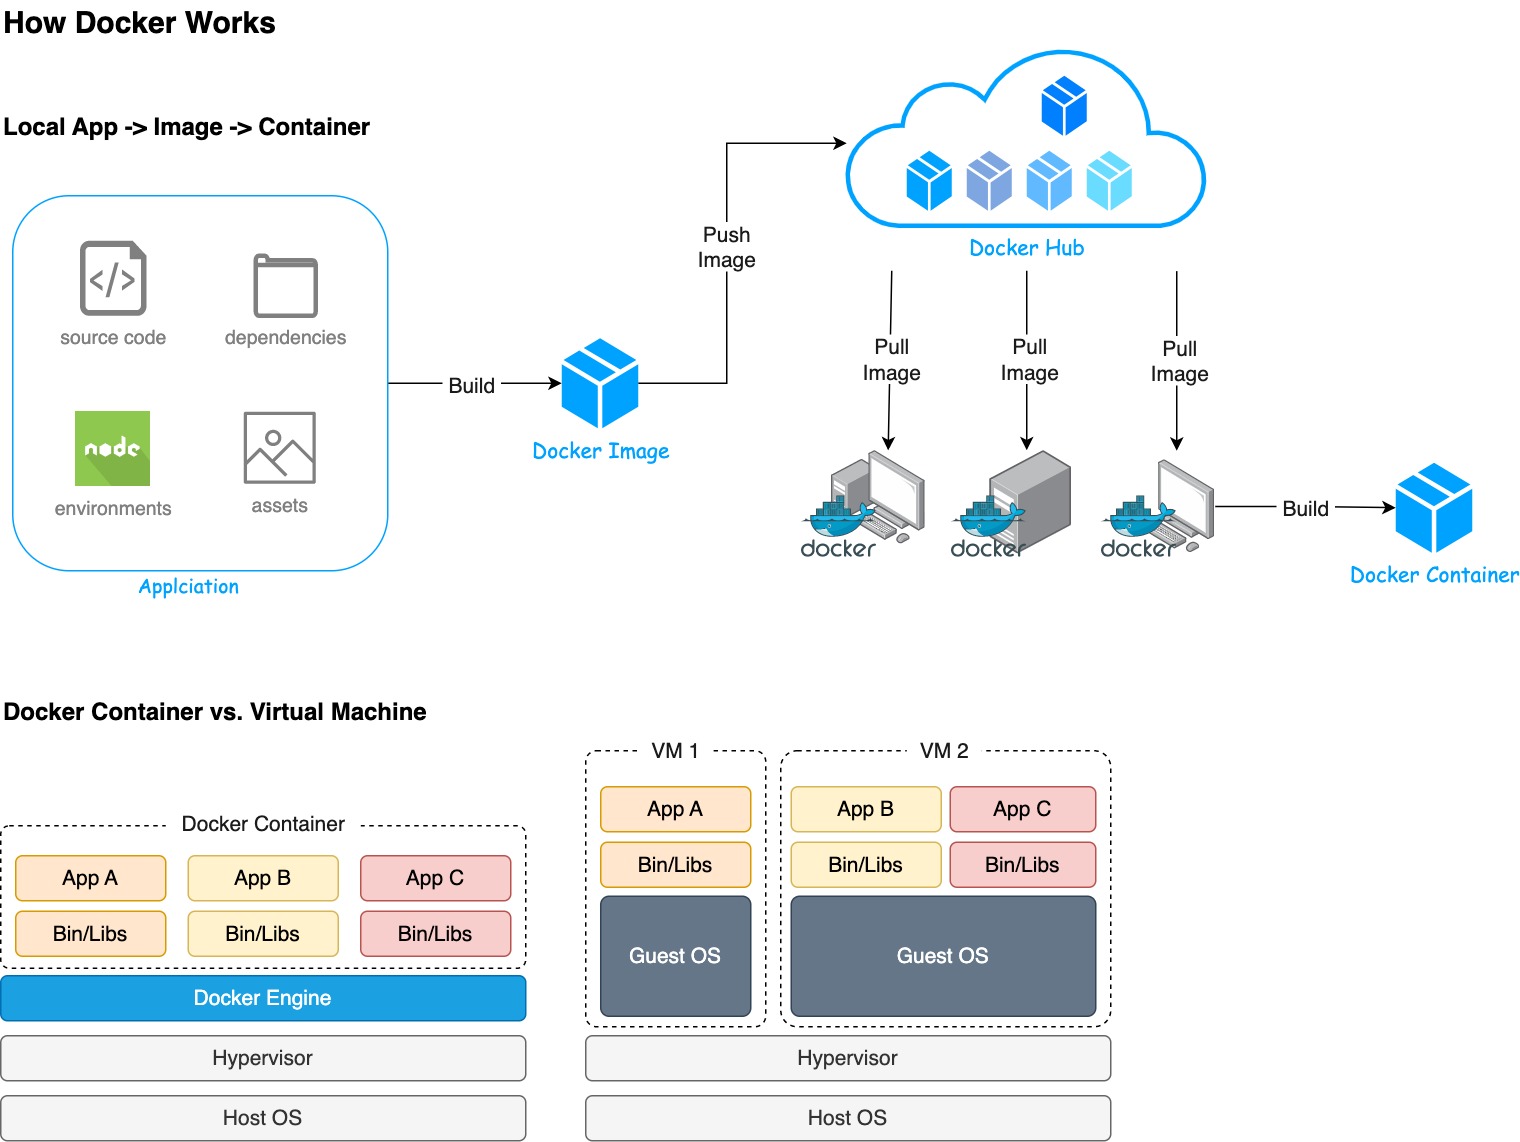 How Docker Works
Local App -> Image -> Container
source code
dependencies
node
environments
assets
Applciation
Build
Docker Image
Push
Image
Docker Hub
Pull
Image
Pull
Image
Pull
Image
docker
docker
docker
Build
Docker Container
Docker Container vs. Virtual Machine
Docker Container
App A
App B
App C
Bin/Libs
Bin/Libs
Bin/Libs
Docker Engine
Hypervisor
Host OS
VM 1
VM 2
App A
App B
App C
Bin/Libs
Bin/Libs
Bin/Libs
Guest OS
Guest OS
Hypervisor
Host OS